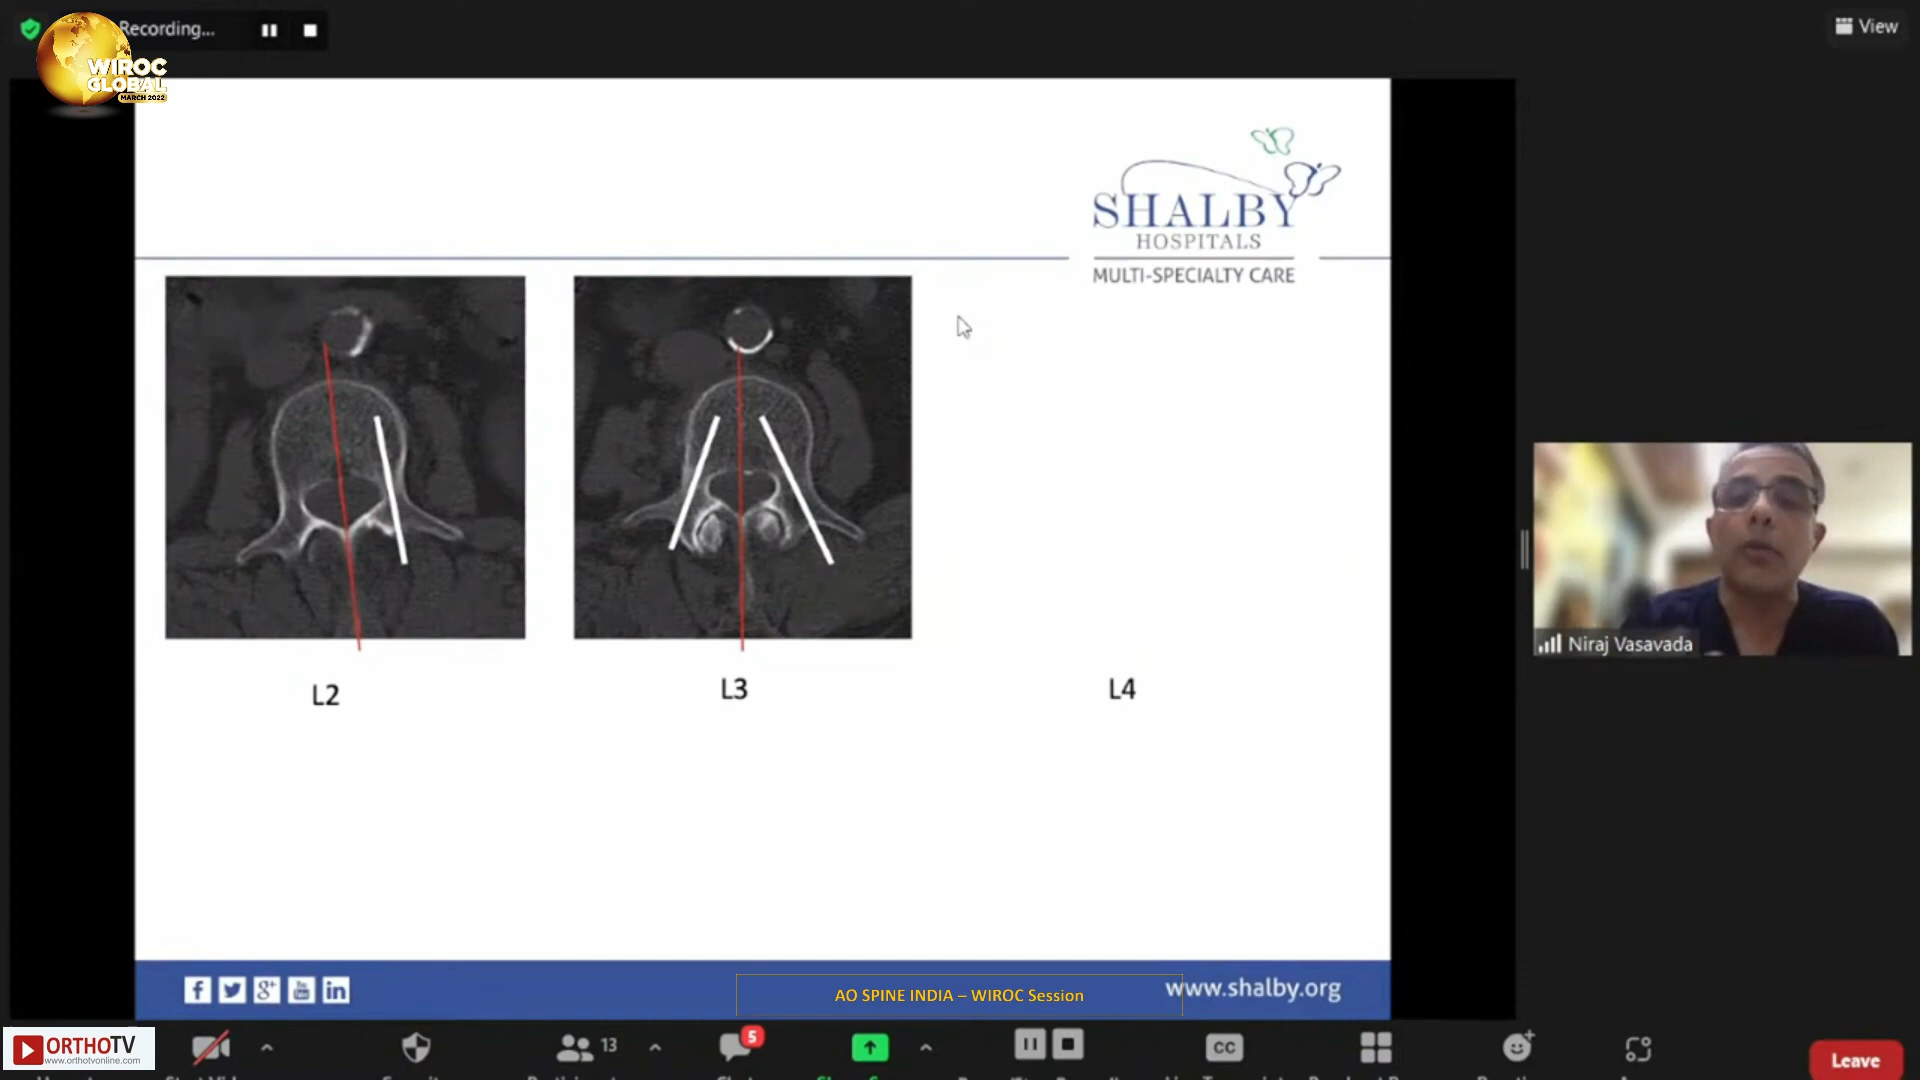 Recording...
View
WIROC
GLOBAL
MARCH 2022
SHALBY
HOSPITALS
MULTI-SPECIALTY CARE
L2
L3
L4
Niraj Vasavada
AO SPINE INDIA – WIROC Session
www.shalby.org
ORTHOTV
www.orthotvonline.com
13
5
CC
Leave